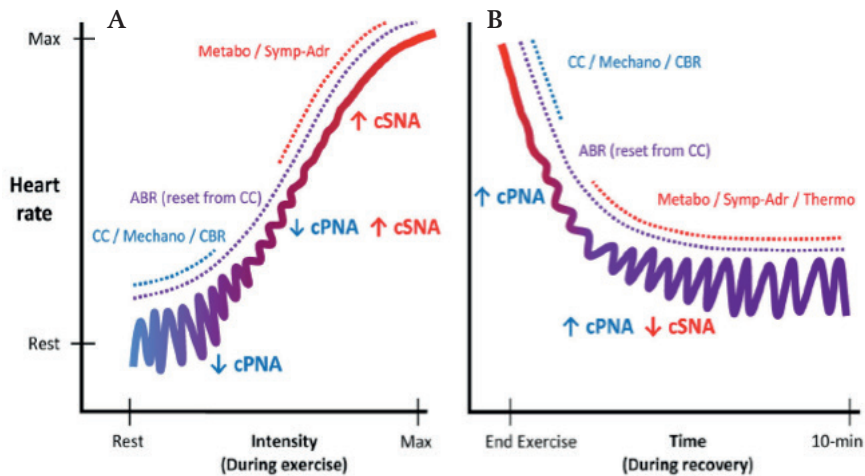 A
Max
Metabo / Symp-Adr
↑ cSNA
Heart
rate
ABR (reset from CC)
↓ cPNA ↑ cSNA
CC / Mechano / CBR
Rest
↓ cPNA
Rest
Intensity
(During exercise)
Max
B
CC / Mechano / CBR
ABR (reset from CC)
↑ cPNA
Metabo / Symp-Adr / Thermo
↑ cPNA ↓ cSNA
End Exercise
Time
(During recovery)
10-min